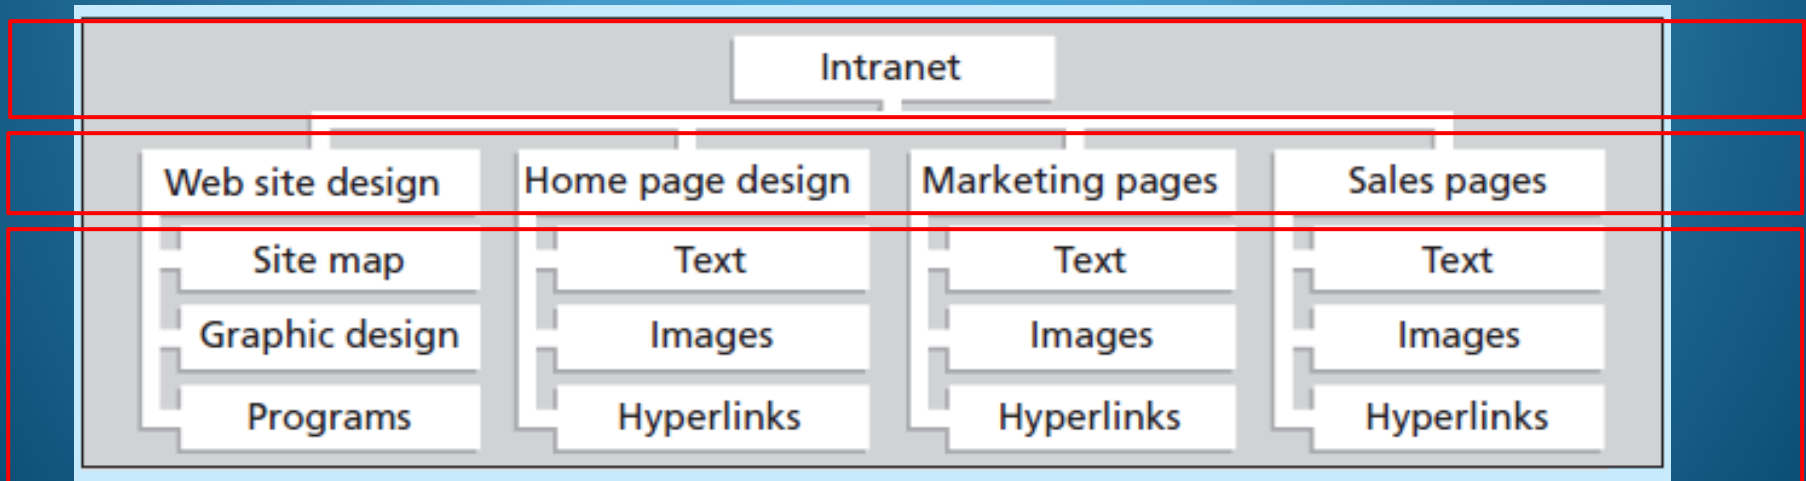 Intranet
Web site design Home page design Marketing pages Sales pages
Site map Text Text Text
Graphic design Images Images Images
Programs Hyperlinks Hyperlinks Hyperlinks